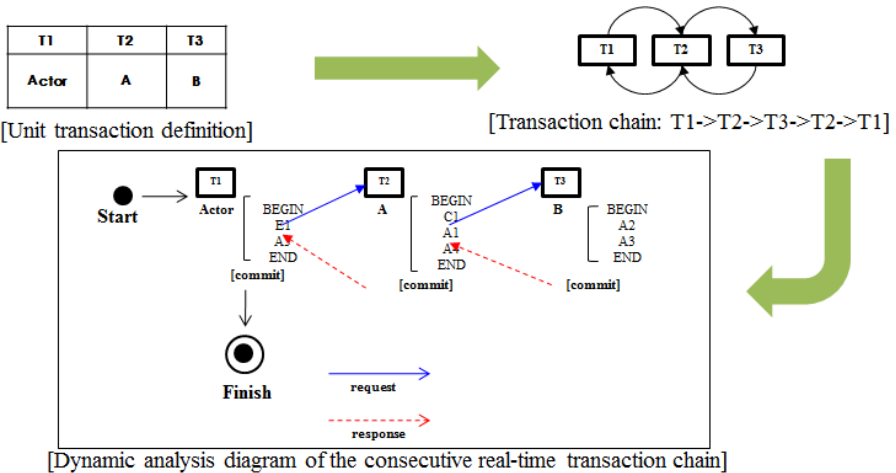 T1 T2 T3
Actor A B
[Unit transaction definition]
T1 T2 T3
[Transaction chain: T1->T2->T3->T2->T1]
Start
T1
Actor
BEGIN
E1
A5
END
[commit]
T2
A
BEGIN
C1
A1
A4
END
[commit]
T3
B
BEGIN
A2
A3
END
[commit]
Finish
request
response
[Dynamic analysis diagram of the consecutive real-time transaction chain]